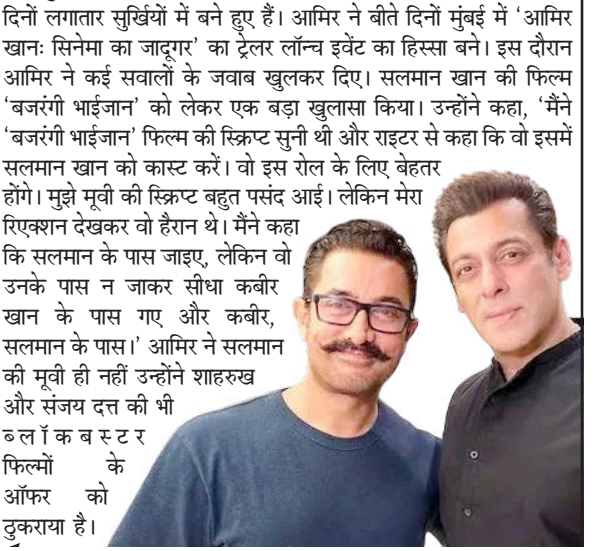 दिनों लगातार सुर्खियों में बने हुए हैं। आमिर ने बीते दिनों मुंबई में ‘आमिर
खानः सिनेमा का जादूगर’ का ट्रेलर लॉन्च इवेंट का हिस्सा बने। इस दौरान
आमिर ने कई सवालों के जवाब खुलकर दिए। सलमान खान की फिल्म
‘बजरंगी भाईजान’ को लेकर एक बड़ा खुलासा किया। उन्होंने कहा, ‘मैंने
‘बजरंगी भाईजान’ फिल्म की स्क्रिप्ट सुनी थी और राइटर से कहा कि वो इसमें
सलमान खान को कास्ट करें। वो इस रोल के लिए बेहतर
होंगे। मुझे मूवी की स्क्रिप्ट बहुत पसंद आई। लेकिन मेरा
रिएक्शन देखकर वो हैरान थे। मैंने कहा
कि सलमान के पास जाइए, लेकिन वो
उनके पास न जाकर सीधा कबीर
खान के पास गए और कबीर,
सलमान के पास।’ आमिर ने सलमान
की मूवी ही नहीं उन्होंने शाहरुख
और संजय दत्त की भी
ब्लॉकबस्टर
फिल्मों के
ऑफर को
ठुकराया है।